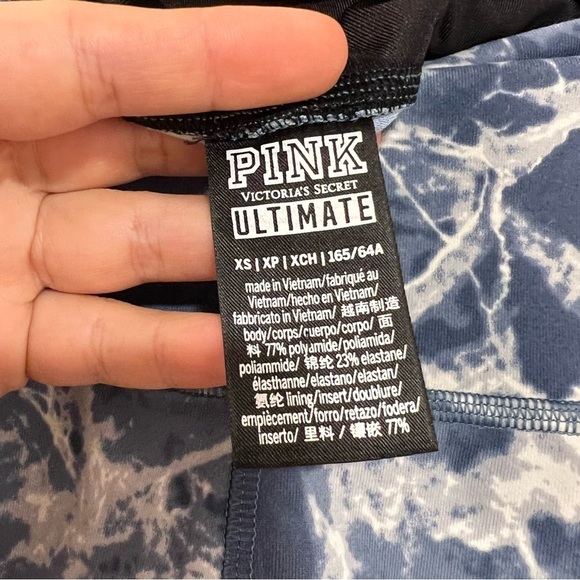 PINK
VICTORIA'S SECRET
ULTIMATE
XS | XP | XCH | 165/64A
made in Vietnam/fabriqué au
Vietnam/hecho en Vietnam/
fabbricato in Vietnam/ 越南制造
body/corps/cuerpo/corpo/ 面
料 77% polyamide/poliamida/
poliammide/ 锦纶 23% elastane/
élasthanne/elastano/elastan/
氨纶 lining/insert/doublure/
empiècement/forro/retazo/fodera/
inserto/ 里料 / 镶嵌 77%